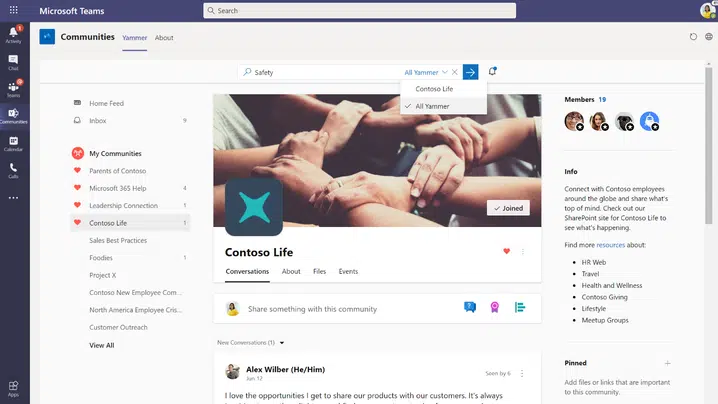 Microsoft Teams
Search
Activity
Chat
Teams
Communities
Calendar
Calls
Apps
Communities
Yammer
About
Safety
All Yammer
Contoso Life
All Yammer
Home Feed
Inbox 9
My Communities
Parents of Contoso
Microsoft 365 Help 4
Leadership Connection 1
Contoso Life 1
Sales Best Practices
Foodies 1
Project X
Contoso New Employee Com...
North America Employee Cris...
Customer Outreach
View All
Joined
Contoso Life
Conversations
About
Files
Events
Share something with this community
New Conversations (1)
Alex Wilber (He/Him)
Jun 12
Seen by 6
I love the opportunities I get to share our products with our customers. It's always
Members 19
Info
Connect with Contoso employees
around the globe and share what's
top of mind. Check out our
SharePoint site for Contoso Life to
see what's happening.
Find more resources about:
HR Web
Travel
Health and Wellness
Contoso Giving
Lifestyle
Meetup Groups
Pinned
Add files or links that are important
to this community.